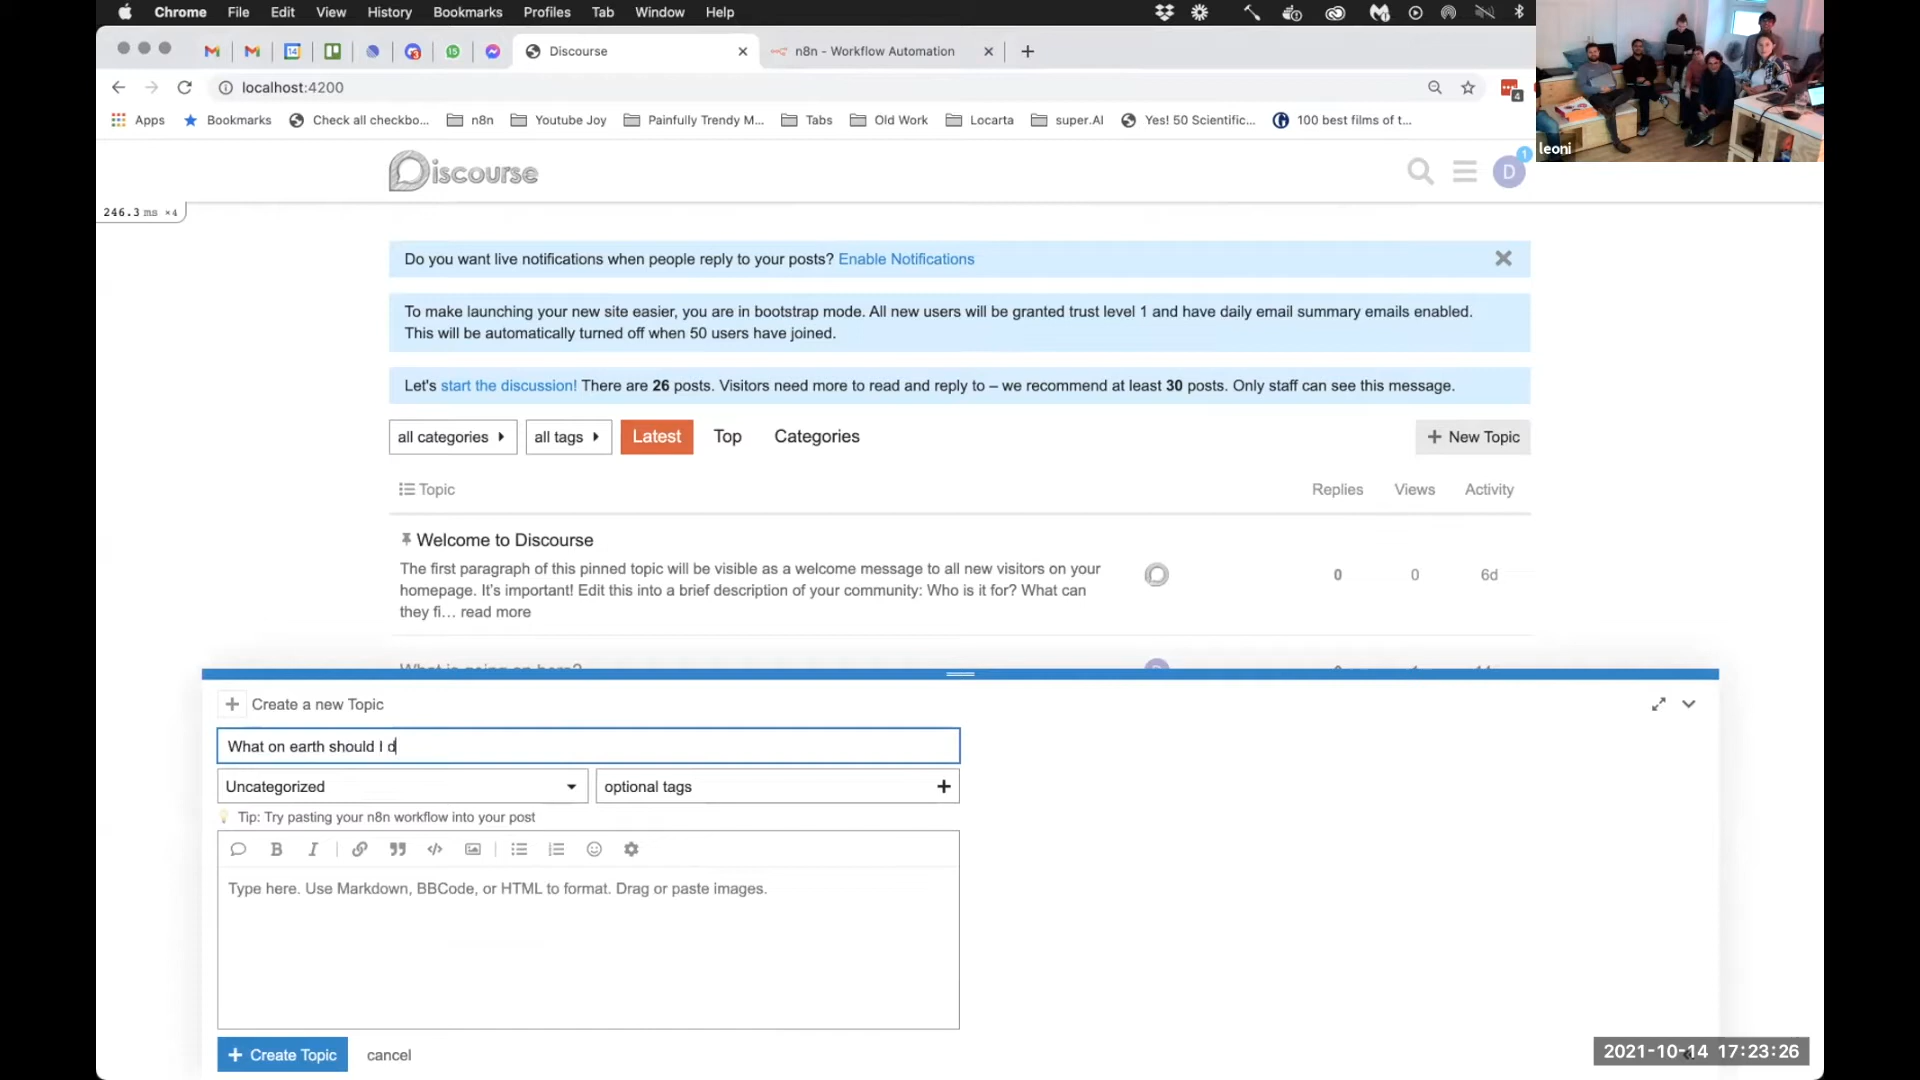 Chrome File Edit View History Bookmarks Profiles Tab Window Help
14 3 15 Discourse n8n - Workflow Automation
localhost:4200
4
Apps Bookmarks Check all checkbo... n8n Youtube Joy Painfully Trendy M... Tabs Old Work Locarta super.AI Yes! 50 Scientific... 100 best films of t...
leoni
Discourse
D 1
246.3 ms ×4
Do you want live notifications when people reply to your posts? Enable Notifications
To make launching your new site easier, you are in bootstrap mode. All new users will be granted trust level 1 and have daily email summary emails enabled.
This will be automatically turned off when 50 users have joined.
Let's start the discussion! There are 26 posts. Visitors need more to read and reply to – we recommend at least 30 posts. Only staff can see this message.
all categories all tags Latest Top Categories + New Topic
Topic Replies Views Activity
Welcome to Discourse
The first paragraph of this pinned topic will be visible as a welcome message to all new visitors on your
homepage. It's important! Edit this into a brief description of your community: Who is it for? What can
they fi… read more
0 0 6d
What is going on here?
Create a new Topic
What on earth should I d
Uncategorized optional tags
Tip: Try pasting your n8n workflow into your post
B I
Type here. Use Markdown, BBCode, or HTML to format. Drag or paste images.
+ Create Topic cancel
2021-10-14 17:23:26